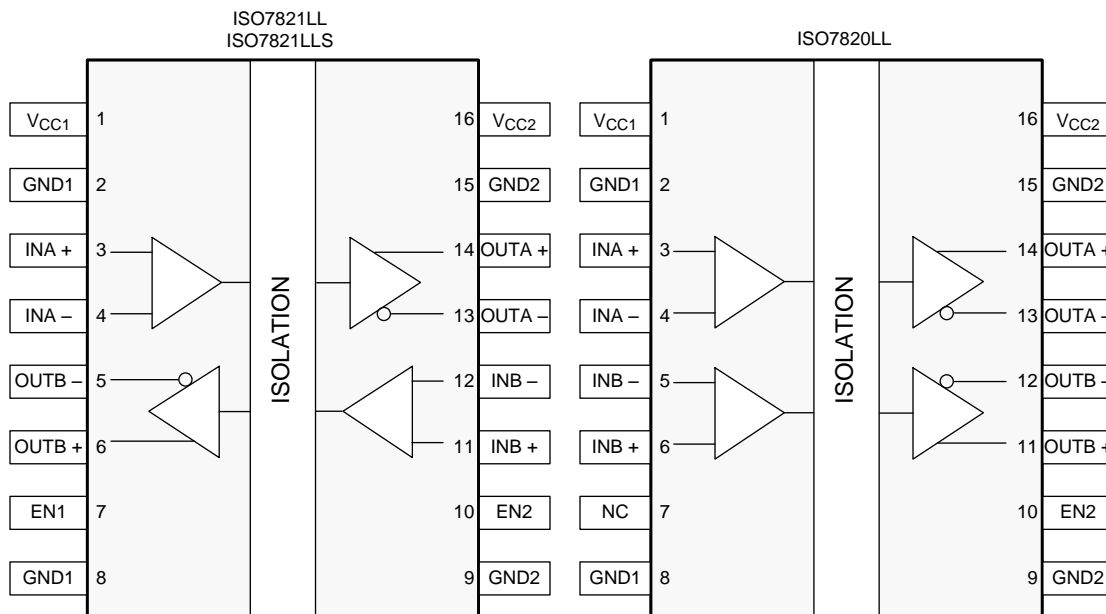 ISO7821LL
ISO7821LLS
VCC1 1 16 VCC2
GND1 2 15 GND2
INA + 3 14 OUTA +
INA – 4 13 OUTA –
OUTB – 5 12 INB –
OUTB + 6 11 INB +
EN1 7 10 EN2
GND1 8 9 GND2
ISOLATION
ISO7820LL
VCC1 1 16 VCC2
GND1 2 15 GND2
INA + 3 14 OUTA +
INA – 4 13 OUTA –
INB – 5 12 OUTB –
INB + 6 11 OUTB +
NC 7 10 EN2
GND1 8 9 GND2
ISOLATION